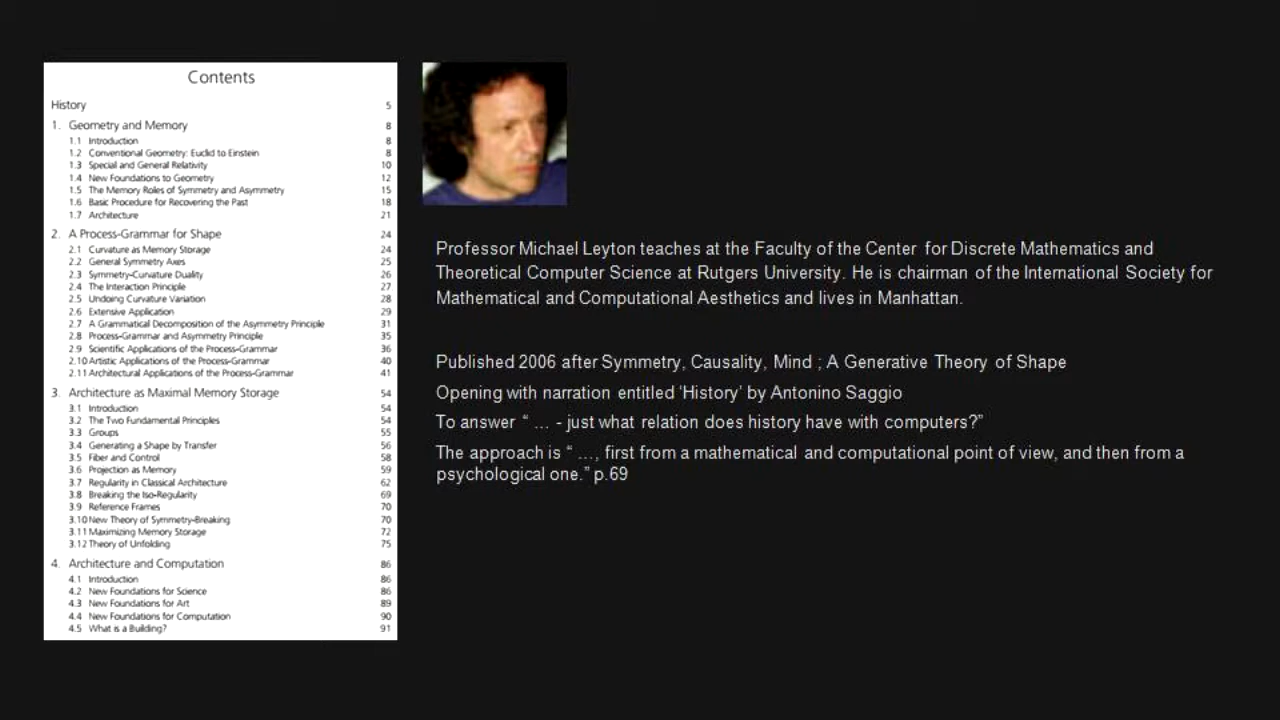 Contents
History 5
1. Geometry and Memory 8
1.1 Introduction 8
1.2 Conventional Geometry: Euclid to Einstein 8
1.3 Special and General Relativity 10
1.4 New Foundations to Geometry 12
1.5 The Memory Roles of Symmetry and Asymmetry 15
1.6 Basic Procedure for Recovering the Past 18
1.7 Architecture 21
2. A Process-Grammar for Shape 24
2.1 Curvature as Memory Storage 24
2.2 General Symmetry Axes 25
2.3 Symmetry-Curvature Duality 26
2.4 The Interaction Principle 27
2.5 Undoing Curvature Variation 28
2.6 Extensive Application 29
2.7 A Grammatical Decomposition of the Asymmetry Principle 31
2.8 Process-Grammar and Asymmetry Principle 35
2.9 Scientific Applications of the Process-Grammar 36
2.10 Artistic Applications of the Process-Grammar 40
2.11 Architectural Applications of the Process-Grammar 41
3. Architecture as Maximal Memory Storage 54
3.1 Introduction 54
3.2 The Two Fundamental Principles 54
3.3 Groups 55
3.4 Generating a Shape by Transfer 56
3.5 Fiber and Control 58
3.6 Projection as Memory 59
3.7 Regularity in Classical Architecture 62
3.8 Breaking the Iso-Regularity 69
3.9 Reference Frames 70
3.10 New Theory of Symmetry-Breaking 70
3.11 Maximizing Memory Storage 72
3.12 Theory of Unfolding 75
4. Architecture and Computation 86
4.1 Introduction 86
4.2 New Foundations for Science 86
4.3 New Foundations for Art 89
4.4 New Foundations for Computation 90
4.5 What is a Building? 91
Professor Michael Leyton teaches at the Faculty of the Center for Discrete Mathematics and
Theoretical Computer Science at Rutgers University. He is chairman of the International Society for
Mathematical and Computational Aesthetics and lives in Manhattan.
Published 2006 after Symmetry, Causality, Mind ; A Generative Theory of Shape
Opening with narration entitled ‘History’ by Antonino Saggio
To answer “ … - just what relation does history have with computers?”
The approach is “ …, first from a mathematical and computational point of view, and then from a
psychological one.” p.69